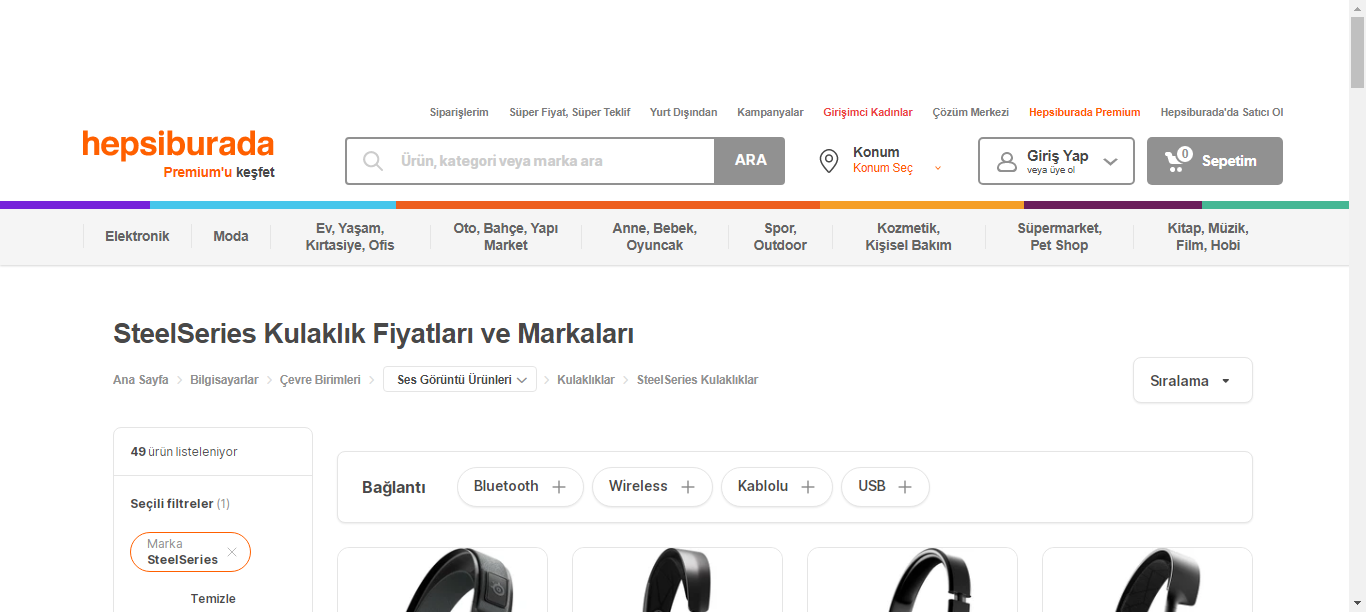 Siparişlerim Süper Fiyat, Süper Teklif Yurt Dışından Kampanyalar Girişimci Kadınlar Çözüm Merkezi Hepsiburada Premium Hepsiburada'da Satıcı Ol
hepsiburada
Premium'u keşfet
Ürün, kategori veya marka ara
ARA
Konum
Konum Seç
Giriş Yap
veya üye ol
0
Sepetim
Elektronik
Moda
Ev, Yaşam,
Kırtasiye, Ofis
Oto, Bahçe, Yapı
Market
Anne, Bebek,
Oyuncak
Spor,
Outdoor
Kozmetik,
Kişisel Bakım
Süpermarket,
Pet Shop
Kitap, Müzik,
Film, Hobi
SteelSeries Kulaklık Fiyatları ve Markaları
Ana Sayfa Bilgisayarlar Çevre Birimleri Ses Görüntü Ürünleri Kulaklıklar SteelSeries Kulaklıklar
Sıralama
49 ürün listeleniyor
Seçili filtreler (1)
Marka
SteelSeries
Temizle
Bağlantı Bluetooth Wireless Kablolu USB